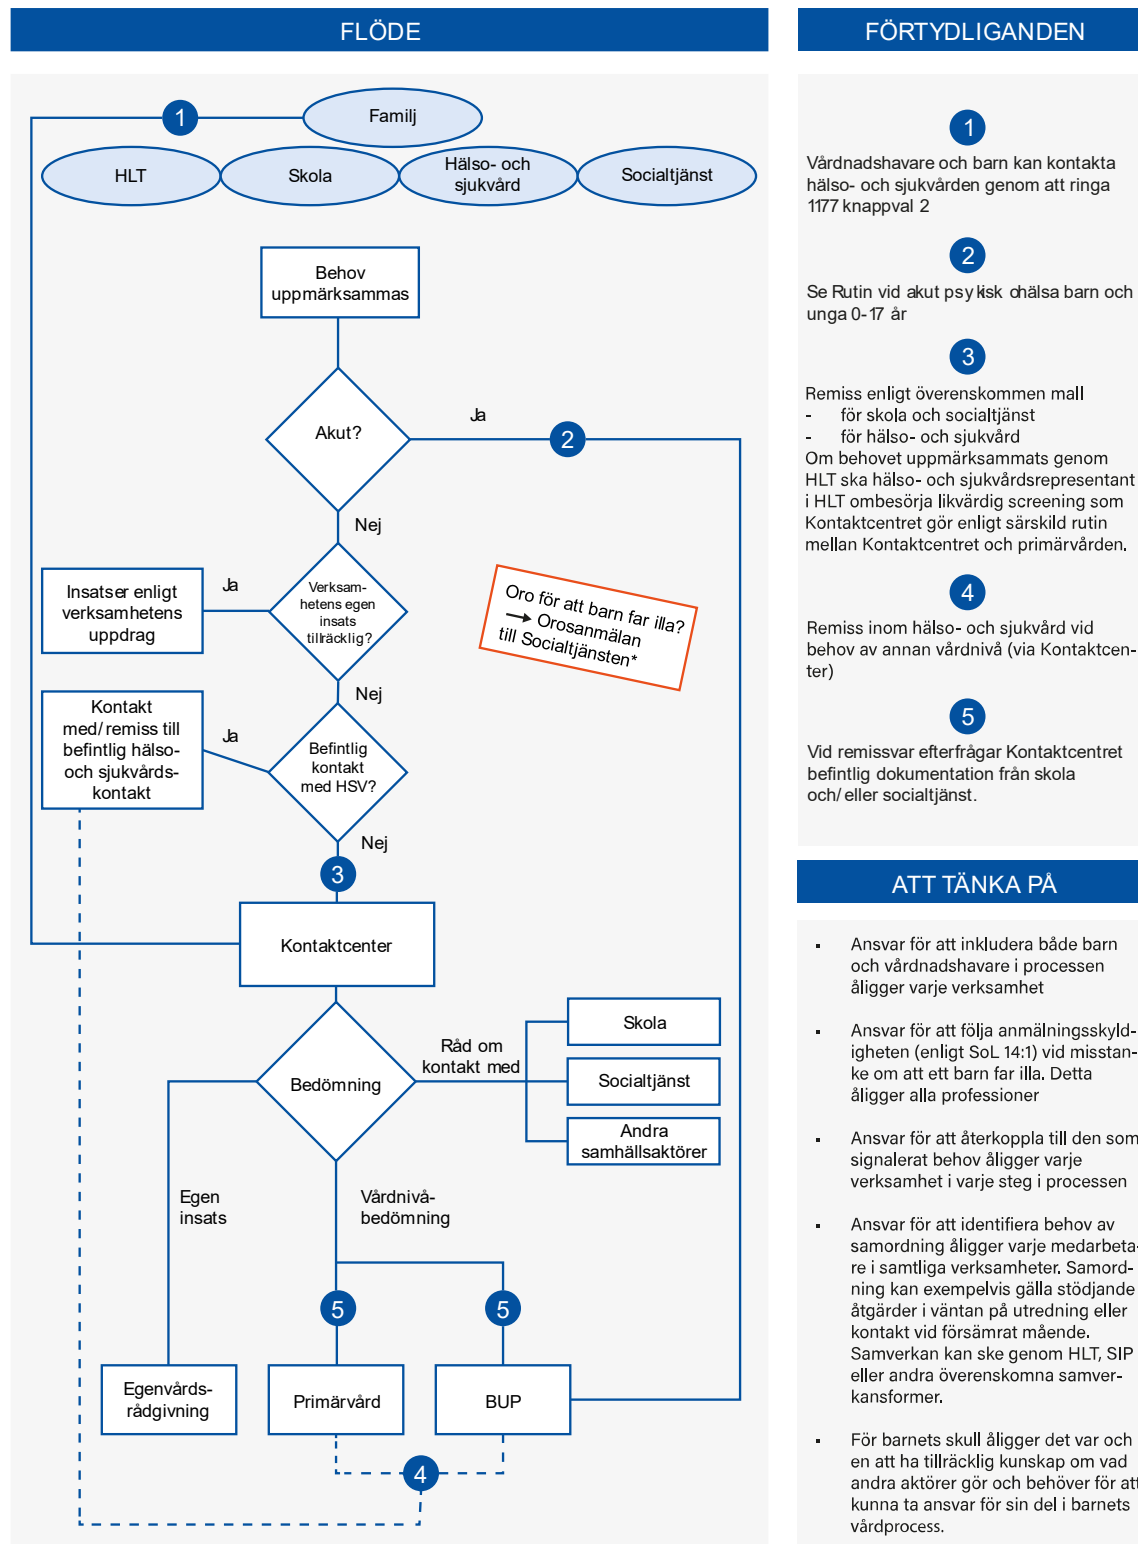 FLÖDE
1
Familj
HLT
Skola
Hälso- och
sjukvård
Socialtjänst
Behov
uppmärksammas
Akut?
Ja
2
Nej
Insatser enligt
verksamhetens
uppdrag
Ja
Verksam-
hetens egen
insats
tillräcklig?
Oro för att barn far illa?
→ Orosanmälan
till Socialtjänsten*
Nej
Kontakt
med/remiss till
befintlig hälso-
och sjukvårds-
kontakt
Ja
Befintlig
kontakt
med HSV?
Nej
3
Kontaktcenter
Bedömning
Råd om
kontakt med
Skola
Socialtjänst
Andra
samhällsaktörer
Egen
insats
Vårdnivå-
bedömning
5
5
Egenvårds-
rådgivning
Primärvård
BUP
4
FÖRTYDLIGANDEN
1
Vårdnadshavare och barn kan kontakta
hälso- och sjukvården genom att ringa
1177 knappval 2
2
Se Rutin vid akut psykisk ohälsa barn och
unga 0-17 år
3
Remiss enligt överenskommen mall
- för skola och socialtjänst
- för hälso- och sjukvård
Om behovet uppmärksammats genom
HLT ska hälso- och sjukvårdsrepresentant
i HLT ombesörja likvärdig screening som
Kontaktcentret gör enligt särskild rutin
mellan Kontaktcentret och primärvården.
4
Remiss inom hälso- och sjukvård vid
behov av annan vårdnivå (via Kontaktcen-
ter)
5
Vid remissvar efterfrågar Kontaktcentret
befintlig dokumentation från skola
och/eller socialtjänst.
ATT TÄNKA PÅ
▪ Ansvar för att inkludera både barn
och vårdnadshavare i processen
åligger varje verksamhet
▪ Ansvar för att följa anmälningsskyld-
igheten (enligt SoL 14:1) vid misstan-
ke om att ett barn far illa. Detta
åligger alla professioner
▪ Ansvar för att återkoppla till den som
signalerat behov åligger varje
verksamhet i varje steg i processen
▪ Ansvar för att identifiera behov av
samordning åligger varje medarbeta-
re i samtliga verksamheter. Samord-
ning kan exempelvis gälla stödjande
åtgärder i väntan på utredning eller
kontakt vid försämrat mående.
Samverkan kan ske genom HLT, SIP
eller andra överenskomna samver-
kansformer.
▪ För barnets skull åligger det var och
en att ha tillräcklig kunskap om vad
andra aktörer gör och behöver för att
kunna ta ansvar för sin del i barnets
vårdprocess.